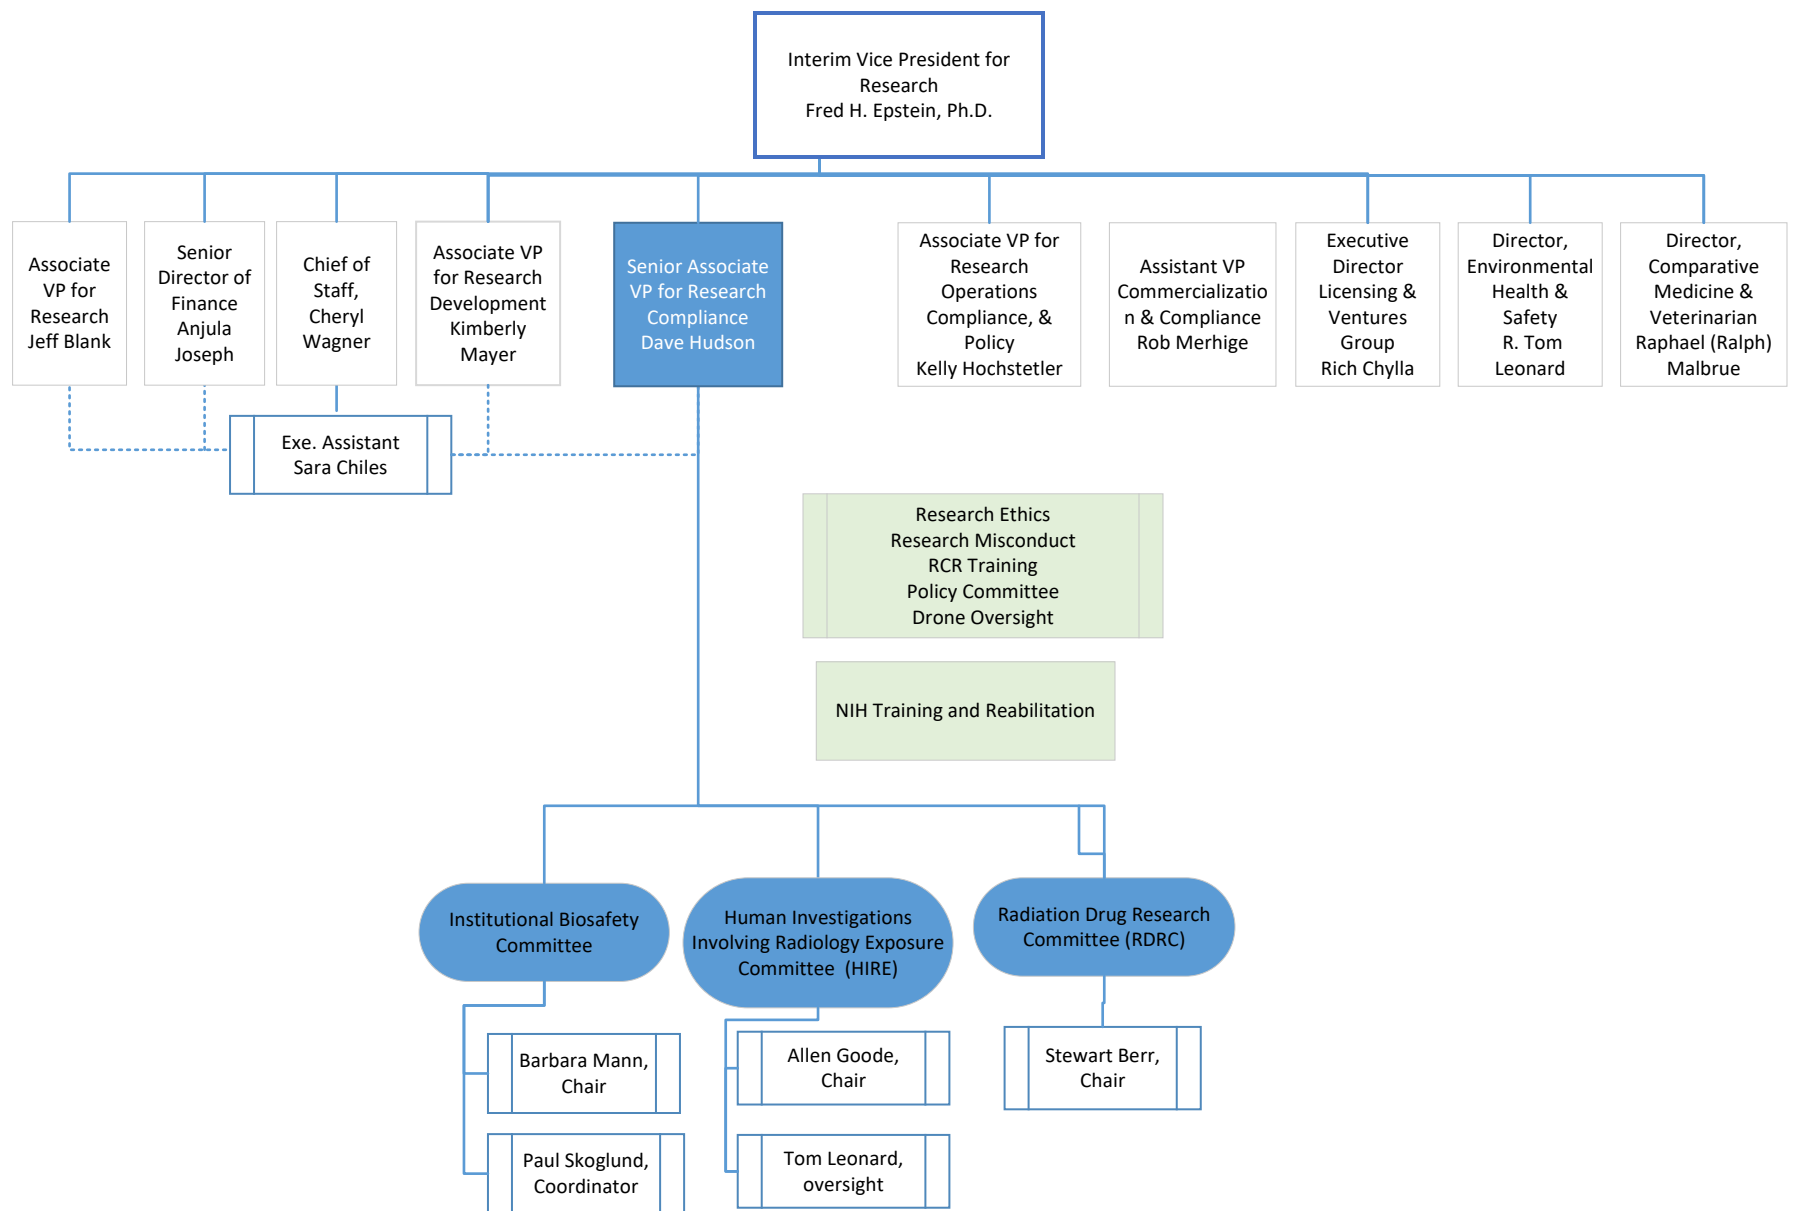 Interim Vice President for
Research
Fred H. Epstein, Ph.D.
Associate
VP for
Research
Jeff Blank
Senior
Director of
Finance
Anjula
Joseph
Chief of
Staff,
Cheryl
Wagner
Associate VP
for Research
Development
Kimberly
Mayer
Senior Associate
VP for Research
Compliance
Dave Hudson
Associate VP for
Research
Operations
Compliance, &
Policy
Kelly Hochstetler
Assistant VP
Commercializatio
n & Compliance
Rob Merhige
Executive
Director
Licensing &
Ventures
Group
Rich Chylla
Director,
Environmental
Health &
Safety
R. Tom
Leonard
Director,
Comparative
Medicine &
Veterinarian
Raphael (Ralph)
Malbrue
Exe. Assistant
Sara Chiles
Research Ethics
Research Misconduct
RCR Training
Policy Committee
Drone Oversight
NIH Training and Reabilitation
Institutional Biosafety
Committee
Human Investigations
Involving Radiology Exposure
Committee  (HIRE)
Radiation Drug Research
Committee (RDRC)
Barbara Mann,
Chair
Allen Goode,
Chair
Stewart Berr,
Chair
Paul Skoglund,
Coordinator
Tom Leonard,
oversight